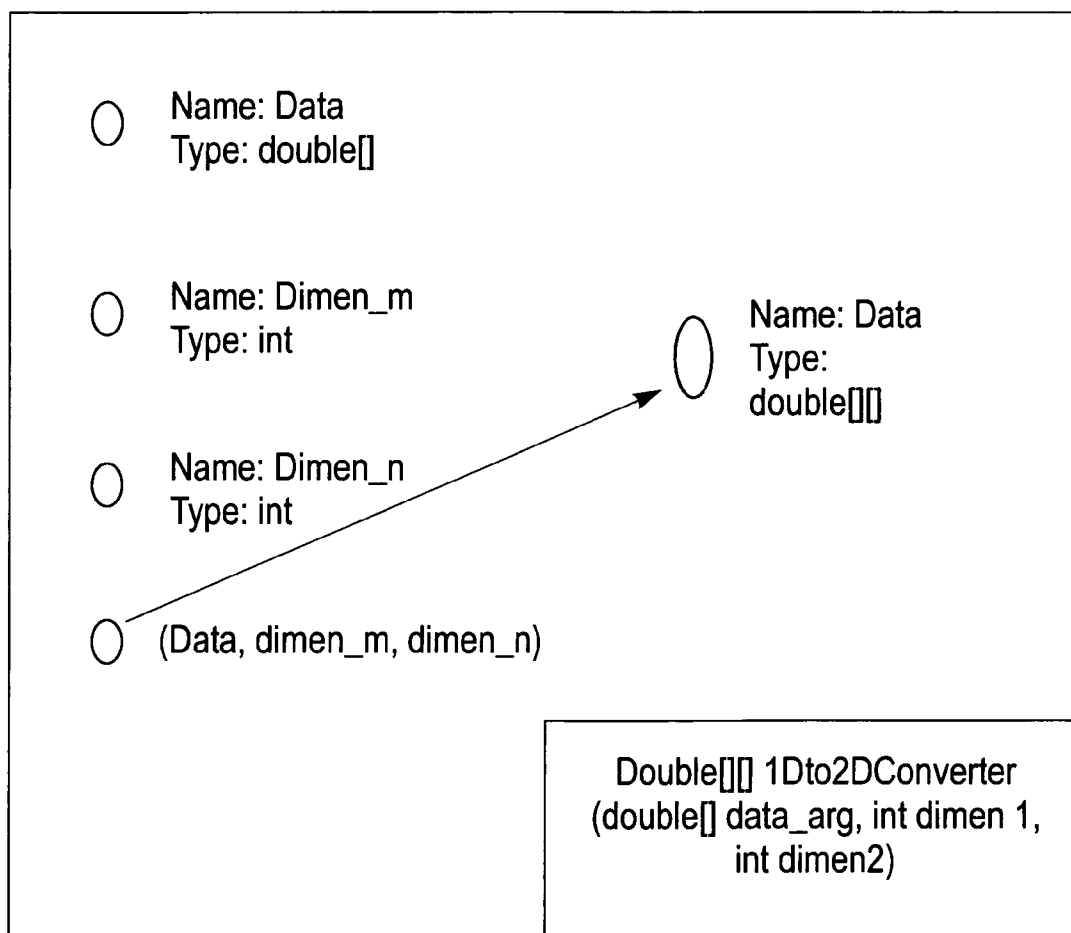 Name: Data
Type: double[]
Name: Dimen_m
Type: int
Name: Data
Type:
double[][]
Name: Dimen_n
Type: int
(Data, dimen_m, dimen_n)
Double[][] 1Dto2DConverter
(double[] data_arg, int dimen 1,
int dimen2)